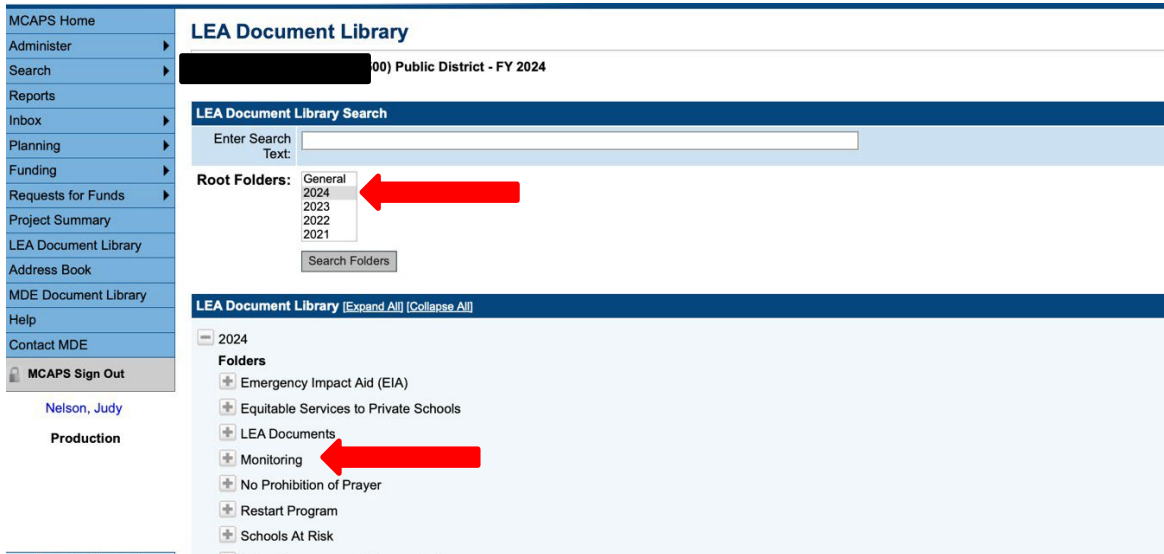 MCAPS Home
Administer
Search
Reports
Inbox
Planning
Funding
Requests for Funds
Project Summary
LEA Document Library
Address Book
MDE Document Library
Help
Contact MDE
MCAPS Sign Out
Nelson, Judy
Production
LEA Document Library
00) Public District - FY 2024
LEA Document Library Search
Enter Search
Text:
Root Folders:
General
2024
2023
2022
2021
Search Folders
LEA Document Library [Expand All] [Collapse All]
2024
Folders
Emergency Impact Aid (EIA)
Equitable Services to Private Schools
LEA Documents
Monitoring
No Prohibition of Prayer
Restart Program
Schools At Risk